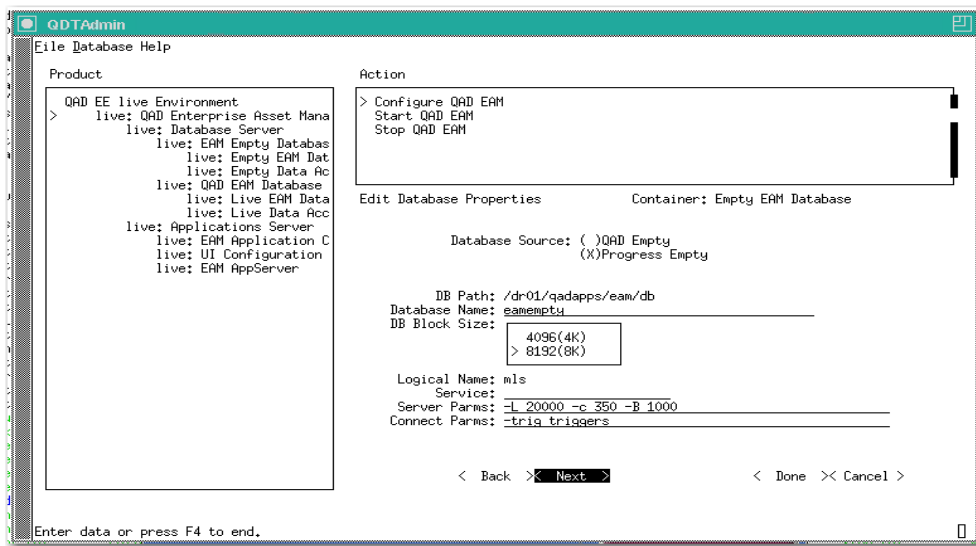 QDTAdmin
File Database Help
Product
QAD EE live Environment
> live: QAD Enterprise Asset Mana
live: Database Server
live: EAM Empty Databas
live: Empty EAM Dat
live: Empty Data Ac
live: QAD EAM Database
live: Live EAM Data
live: Live Data Acc
live: Applications Server
live: EAM Application C
live: UI Configuration
live: EAM AppServer
Action
> Configure QAD EAM
Start QAD EAM
Stop QAD EAM
Edit Database Properties Container: Empty EAM Database
Database Source: ( )QAD Empty
(X)Progress Empty
DB Path: /dr01/qadapps/eam/db
Database Name: eamempty
DB Block Size:
4096(4K)
> 8192(8K)
Logical Name: mls
Service:
Server Parms: -L 20000 -c 350 -B 1000
Connect Parms: -trig triggers
< Back >< Next > < Done >< Cancel >
Enter data or press F4 to end.